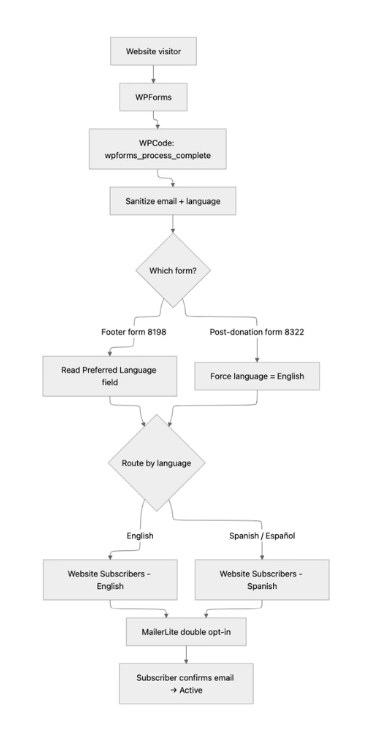 Website visitor
WPForms
WPCode:
wpforms_process_complete
Sanitize email + language
Which form?
Footer form 8198
Post-donation form 8322
Read Preferred Language
field
Force language = English
Route by language
English
Spanish / Español
Website Subscribers -
English
Website Subscribers -
Spanish
MailerLite double opt-in
Subscriber confirms email
→ Active